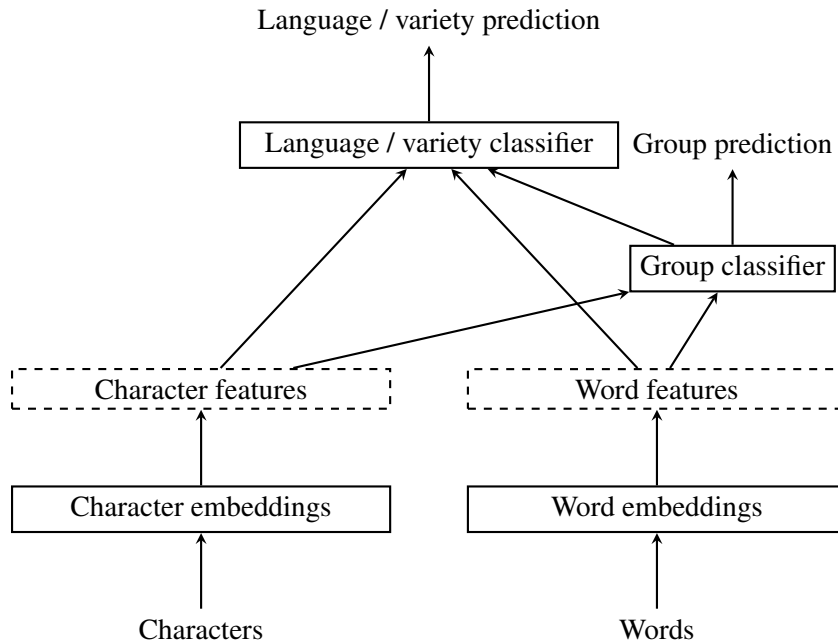 Language / variety prediction
Language / variety classifier
Group prediction
Group classifier
Character features
Word features
Character embeddings
Word embeddings
Characters
Words